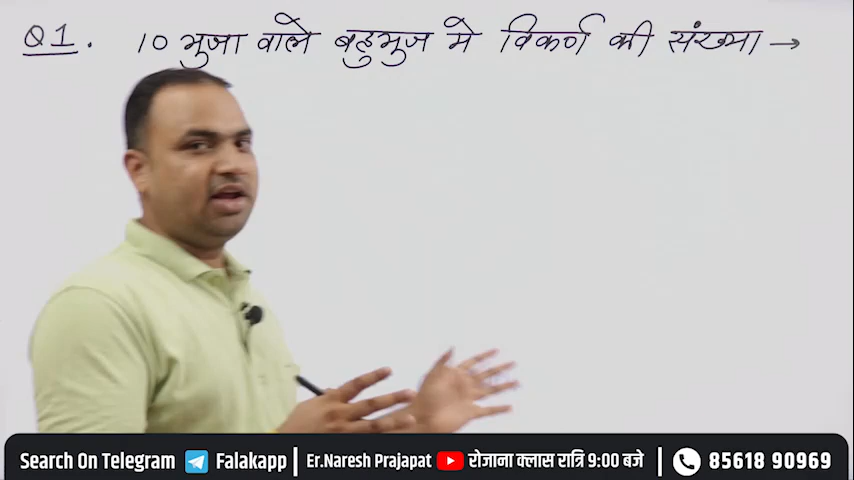 Q1. 10 भुजा वाले बहुभुज मे विकर्ण की संख्या →
Search On Telegram Falakapp | Er.Naresh Prajapat रोजाना क्लास रात्रि 9:00 बजे | 85618 90969